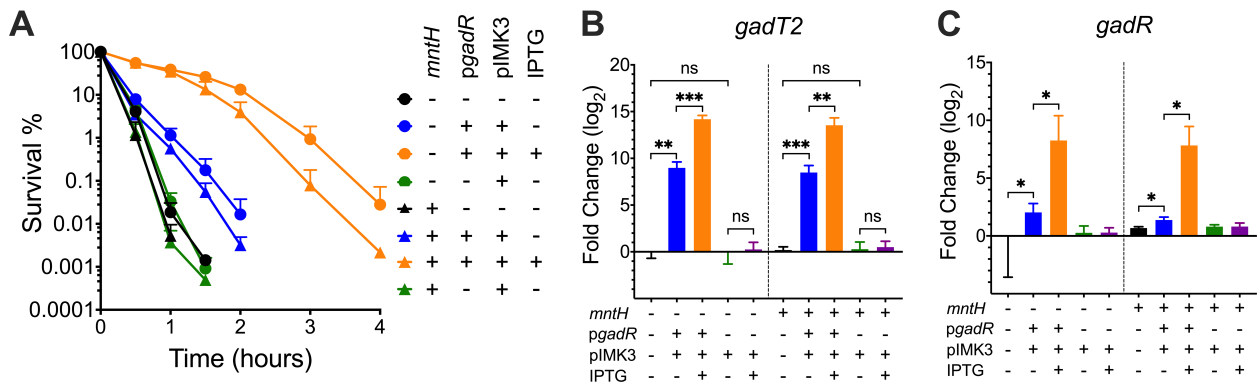 A
mntH
pgadR
pIMK3
IPTG
Survival %
100
10
1
0.1
0.01
0.001
0.0001
0 1 2 3 4
Time (hours)
- - - -
- + + -
- + + +
- - + -
+ - - -
+ + + -
+ + + +
+ - + -
B
gadT2
Fold Change (log2)
20
15
10
5
0
ns ns
*** **
** ***
ns ns
mntH - - - - - + + + + +
pgadR - + + - - - + + - -
pIMK3 - + + + + - + + + +
IPTG - - + - + - - + - +
C
gadR
Fold Change (log2)
15
10
5
0
* *
* *
mntH - - - - - + + + + +
pgadR - + + - - - + + - -
pIMK3 - + + + + - + + + +
IPTG - - + - + - - + - +